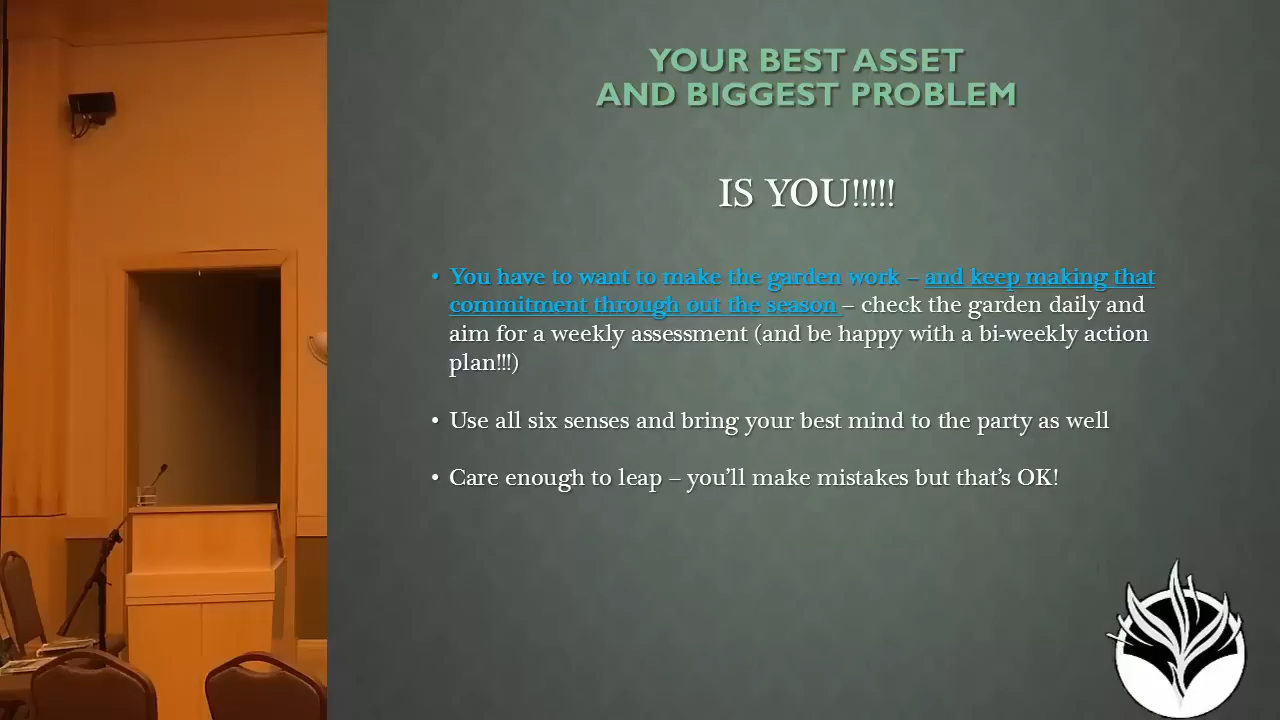 YOUR BEST ASSET
AND BIGGEST PROBLEM
IS YOU!!!!!
• You have to want to make the garden work – and keep making that
commitment through out the season – check the garden daily and
aim for a weekly assessment (and be happy with a bi-weekly action
plan!!!)
• Use all six senses and bring your best mind to the party as well
• Care enough to leap – you'll make mistakes but that's OK!